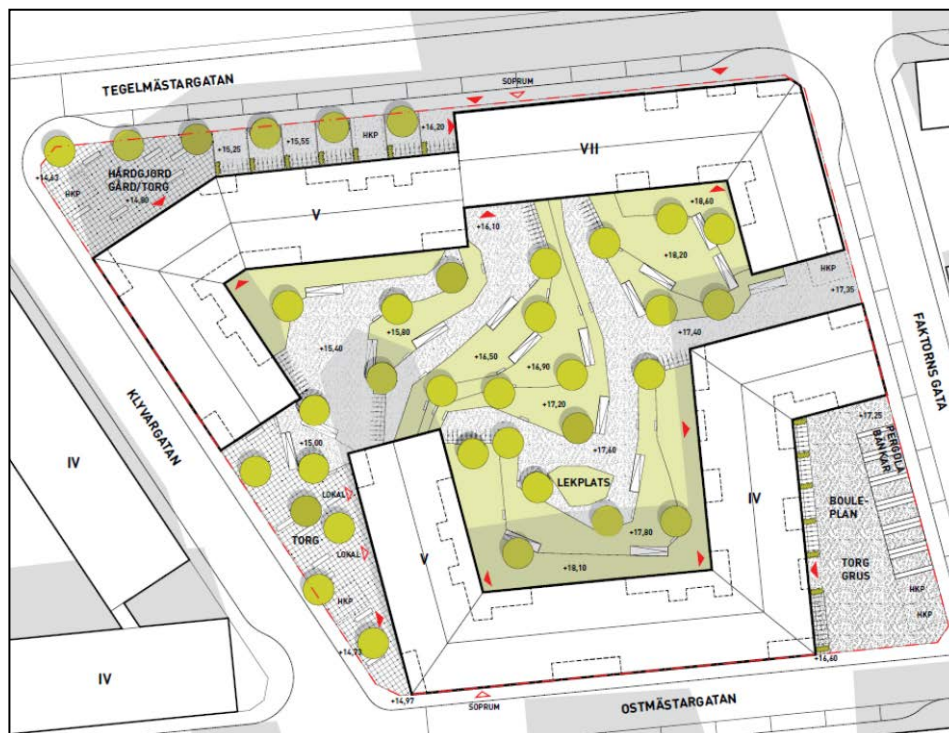 TEGELMÄSTARGATAN
SOPRUM
+16,20
HKP
+15,55
+15,25
+14,63
HÅRDGJORD
GÅRD/TORG
+14,80
HKP
VII
V
+16,10
+18,60
+18,20
HKP
+17,35
+17,40
+15,80
+15,40
+16,50
+16,90
+17,20
FAKTORNS GATA
KLYVARGATAN
IV
+15,00
LOKAL
TORG
LOKAL
HKP
+14,73
V
+17,60
LEKPLATS
+17,80
+18,10
IV
+17,25
PERGOLA
BÄNKAR
BOULE-
PLAN
TORG
GRUS
HKP
HKP
+16,60
IV
+14,97
SOPRUM
OSTMÄSTARGATAN